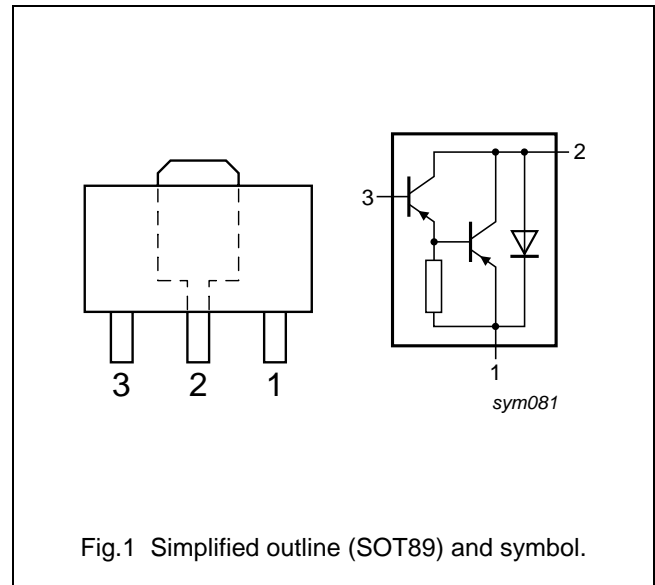 2
3
1
sym081
3 2 1
Fig.1 Simplified outline (SOT89) and symbol.